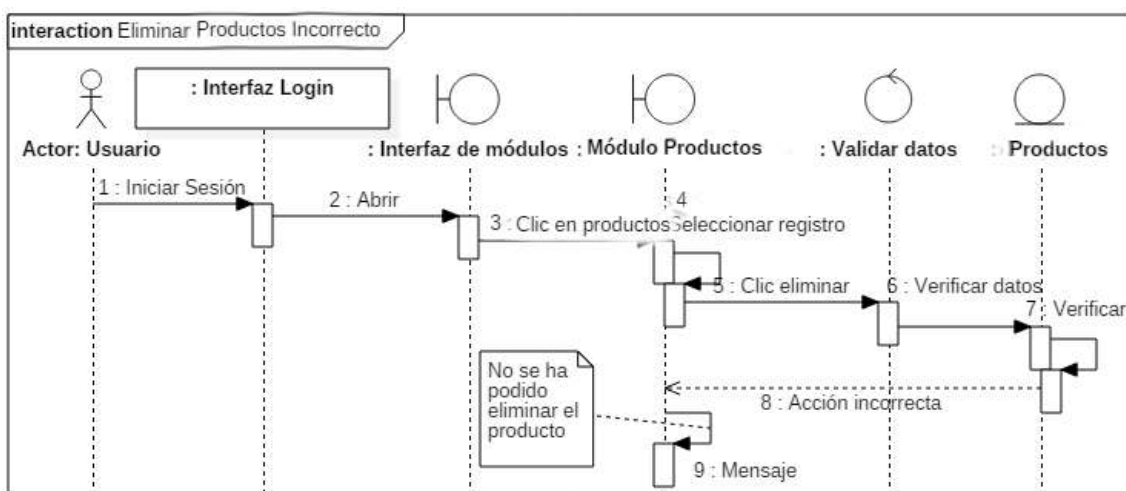 interaction Eliminar Productos Incorrecto
: Interfaz Login
Actor: Usuario
: Interfaz de módulos
: Módulo Productos
: Validar datos
: Productos
1 : Iniciar Sesión
2 : Abrir
3 : Clic en productos
: 4
Seleccionar registro
5 : Clic eliminar
6 : Verificar datos
7 : Verificar
No se ha
podido
eliminar el
producto
8 : Acción incorrecta
9 : Mensaje